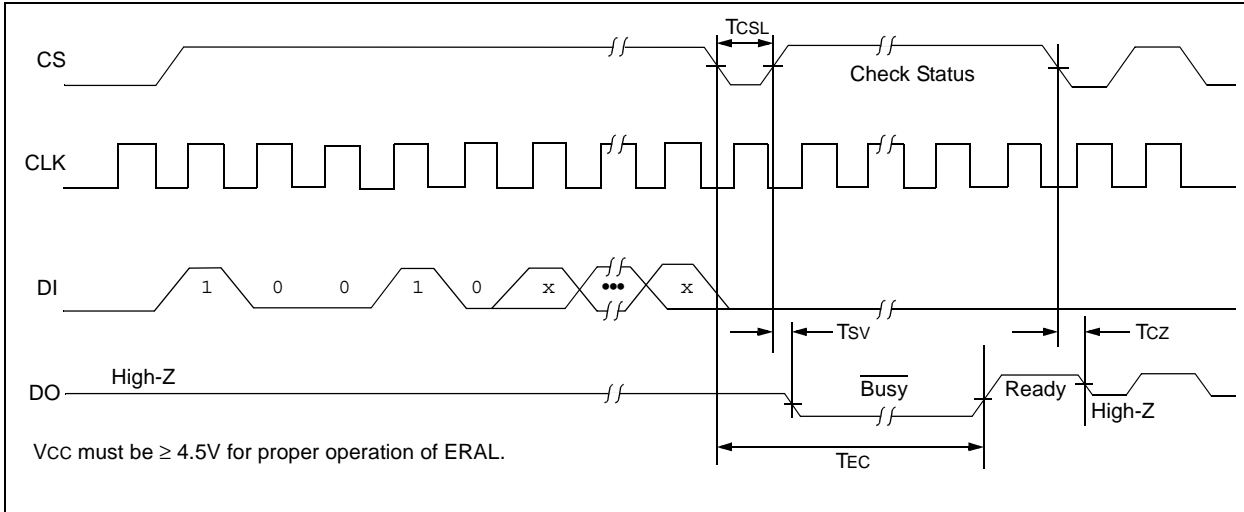 TCSL
CS
Check Status
CLK
DI
1 0 0 1 0 x ••• x
TSV
TCZ
High-Z
DO
Busy
Ready
High-Z
VCC must be ≥ 4.5V for proper operation of ERAL.
TEC